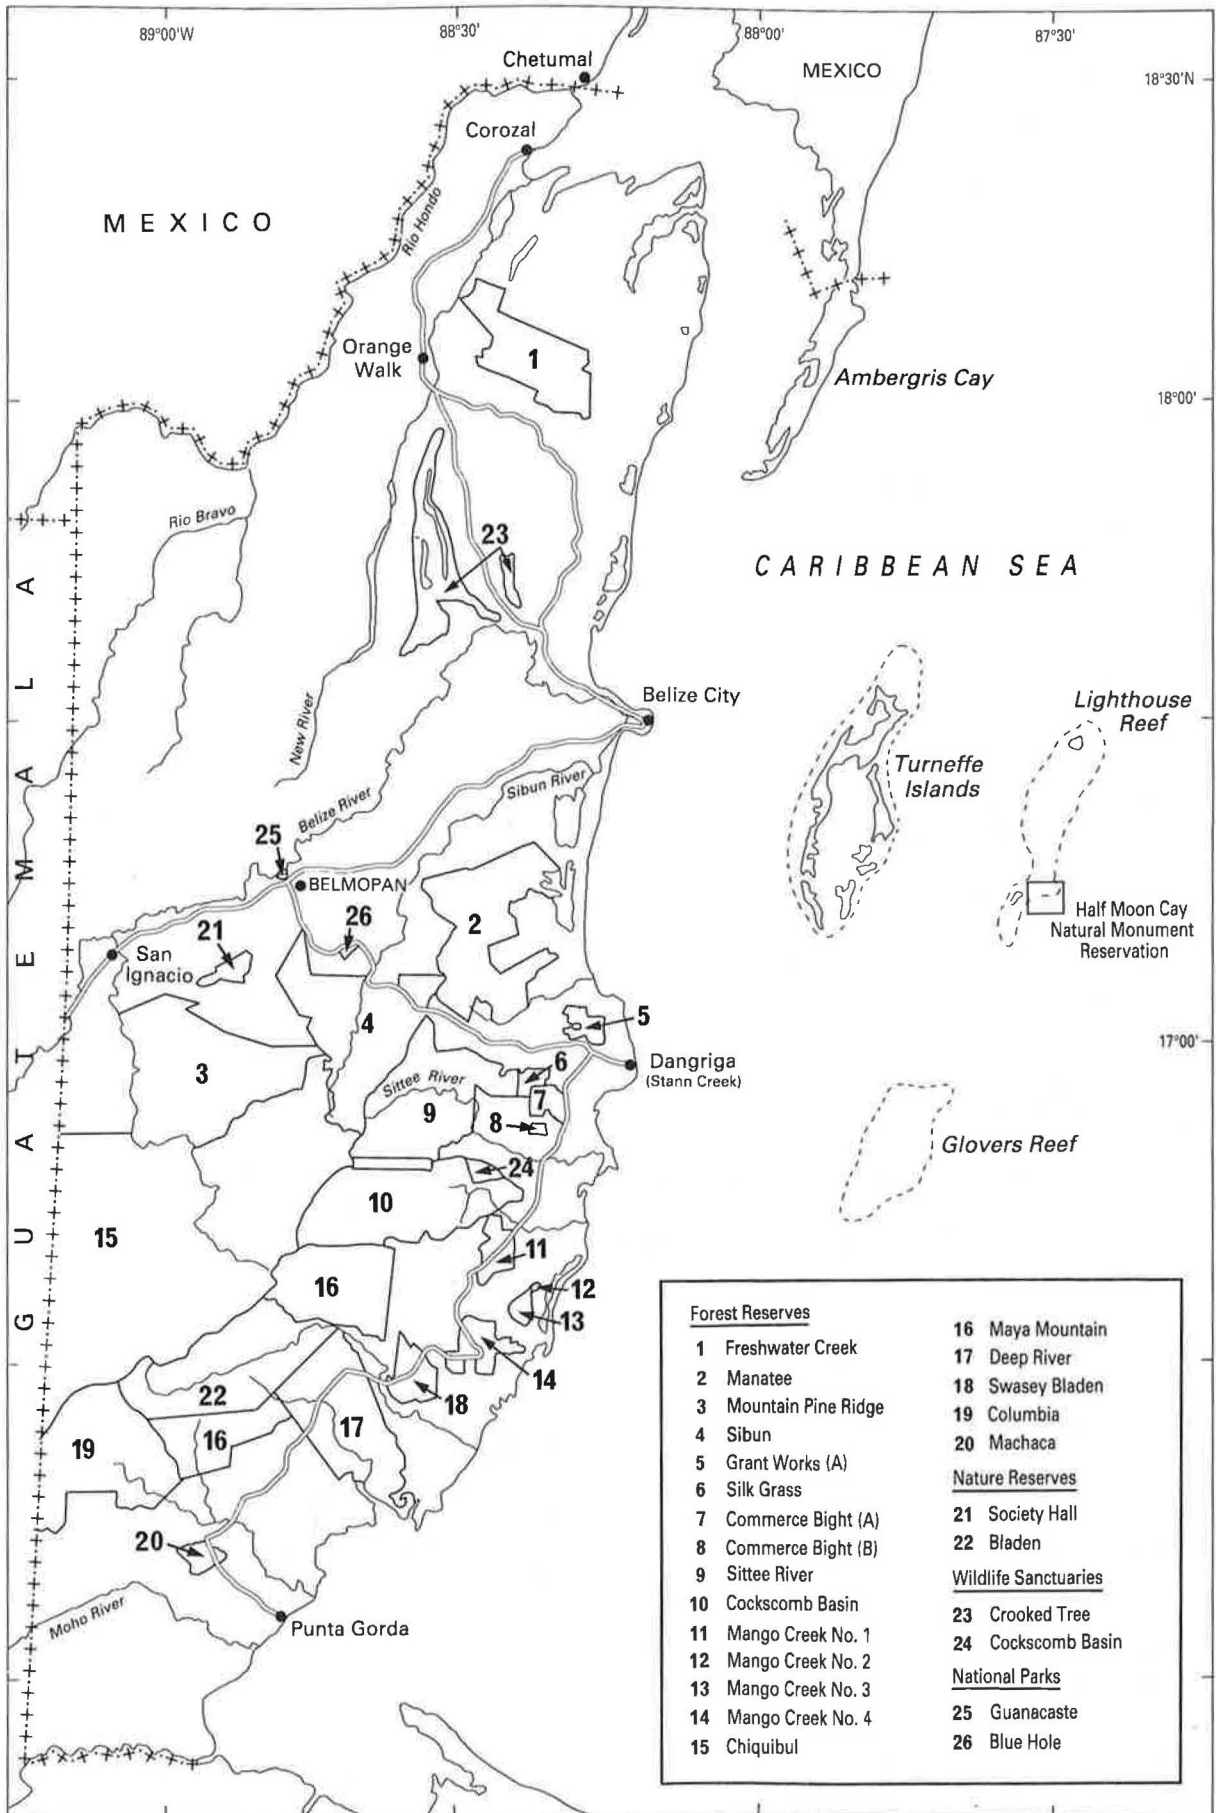 89°00'W
88°30'
88°00'
87°30'
Chetumal
MEXICO
18°30'N
Corozal
MEXICO
Rio Hondo
1
Orange
Walk
Ambergris Cay
18°00'
Rio Bravo
23
CARIBBEAN SEA
GUATEMALA
Belize City
New River
Lighthouse
Reef
Turneffe
Islands
Sibun River
Belize River
25
BELMOPAN
2
26
Half Moon Cay
Natural Monument
Reservation
21
San
Ignacio
4
5
17°00'
3
6
Dangriga
(Stann Creek)
Sittee River
7
9
8
Glovers Reef
24
10
15
11
16
12
13
14
22
18
17
16
19
20
Moho River
Punta Gorda
Forest Reserves
1 Freshwater Creek
2 Manatee
3 Mountain Pine Ridge
4 Sibun
5 Grant Works (A)
6 Silk Grass
7 Commerce Bight (A)
8 Commerce Bight (B)
9 Sittee River
10 Cockscomb Basin
11 Mango Creek No. 1
12 Mango Creek No. 2
13 Mango Creek No. 3
14 Mango Creek No. 4
15 Chiquibul
16 Maya Mountain
17 Deep River
18 Swasey Bladen
19 Columbia
20 Machaca
Nature Reserves
21 Society Hall
22 Bladen
Wildlife Sanctuaries
23 Crooked Tree
24 Cockscomb Basin
National Parks
25 Guanacaste
26 Blue Hole